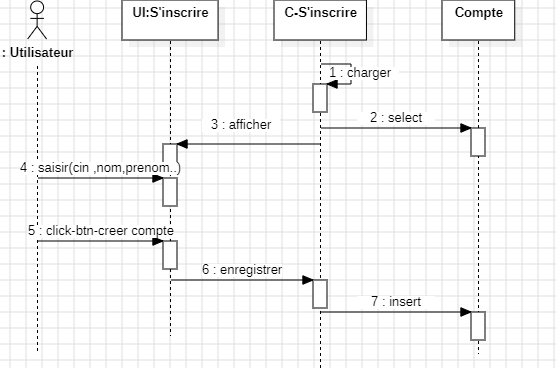 UI:S'inscrire
C-S'inscrire
Compte
: Utilisateur
1 : charger
2 : select
3 : afficher
4 : saisir(cin ,nom,prenom..)
5 : click-btn-creer compte
6 : enregistrer
7 : insert